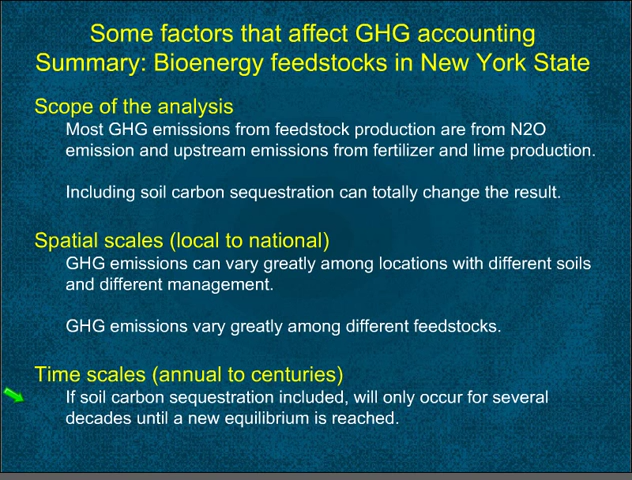 Some factors that affect GHG accounting
Summary: Bioenergy feedstocks in New York State
Scope of the analysis
Most GHG emissions from feedstock production are from N2O
emission and upstream emissions from fertilizer and lime production.
Including soil carbon sequestration can totally change the result.
Spatial scales (local to national)
GHG emissions can vary greatly among locations with different soils
and different management.
GHG emissions vary greatly among different feedstocks.
Time scales (annual to centuries)
If soil carbon sequestration included, will only occur for several
decades until a new equilibrium is reached.